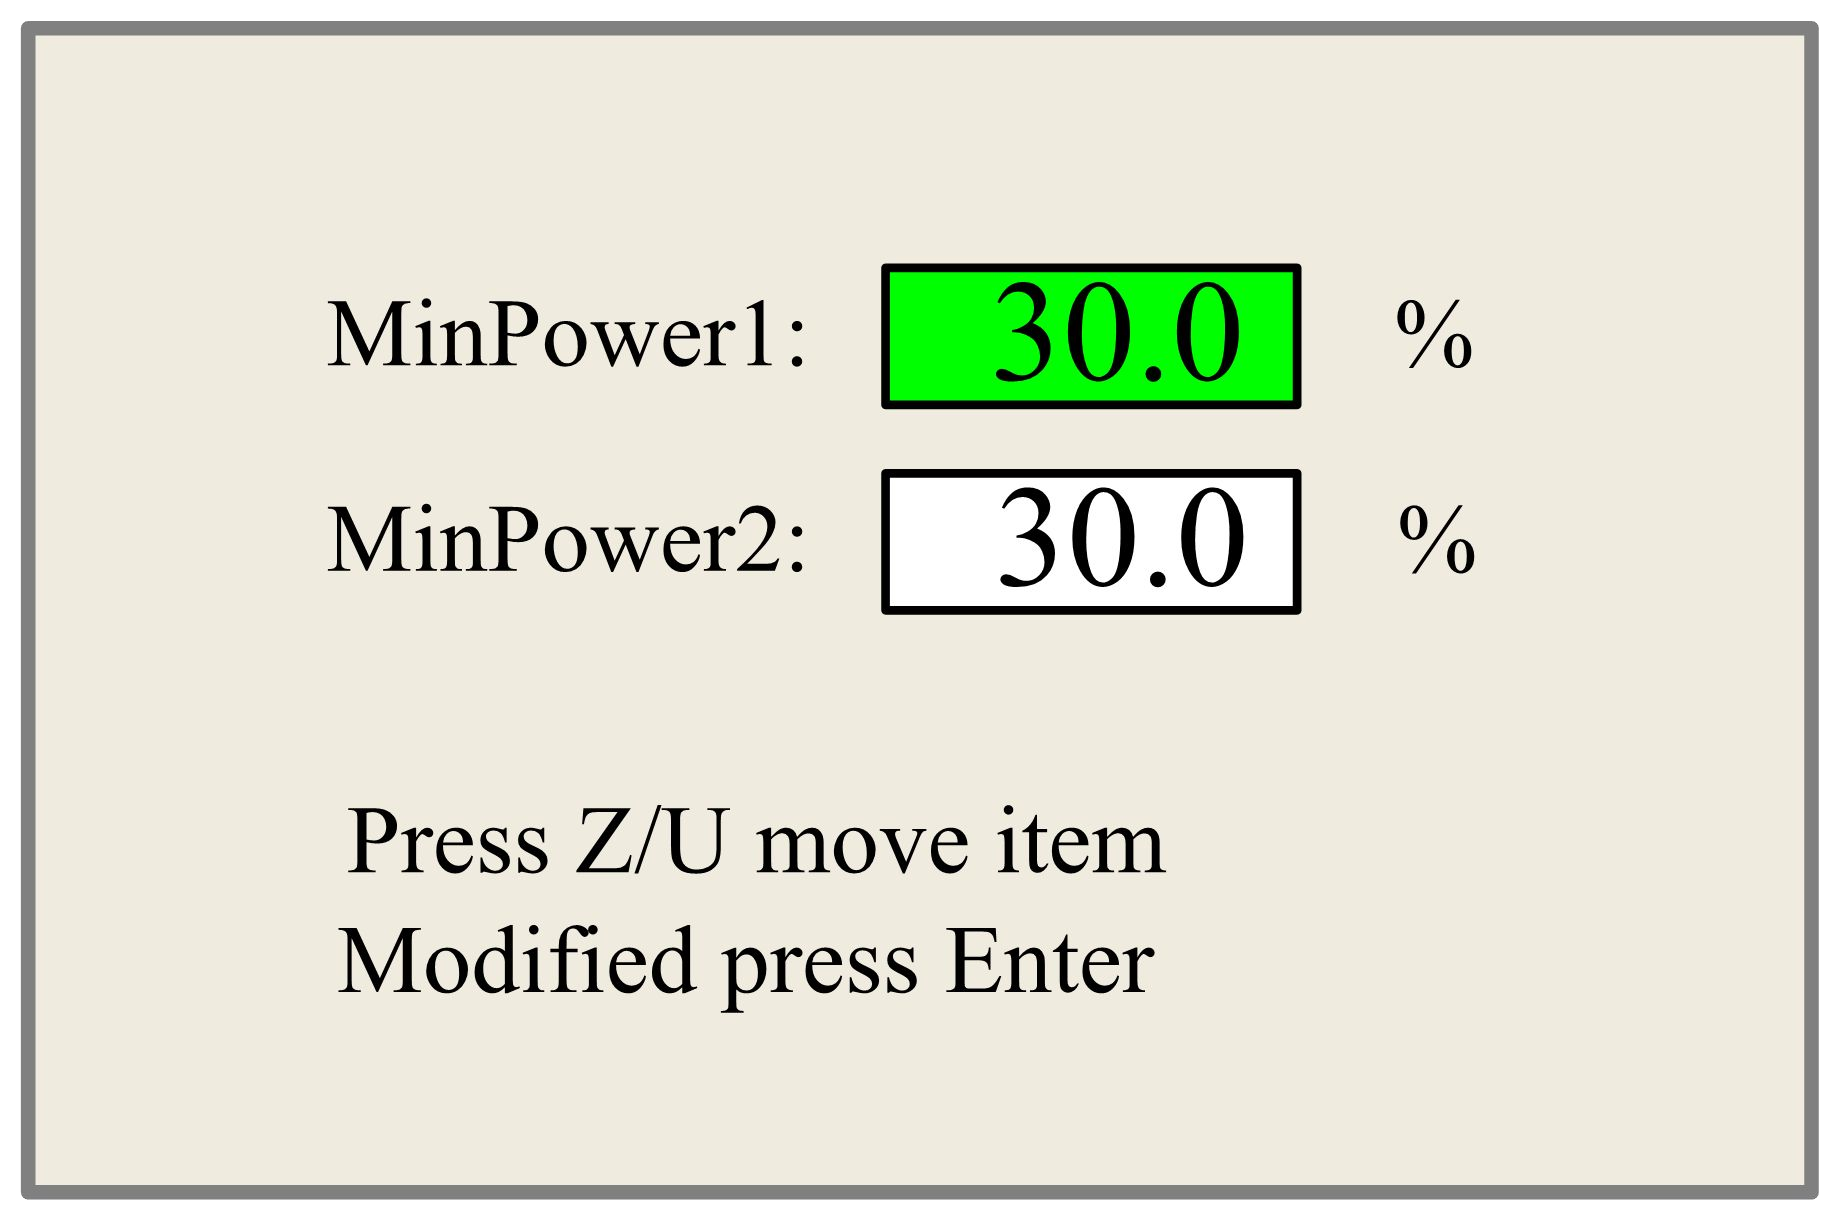 MinPower1: 30.0 %
MinPower2: 30.0 %
Press Z/U move item
Modified press Enter